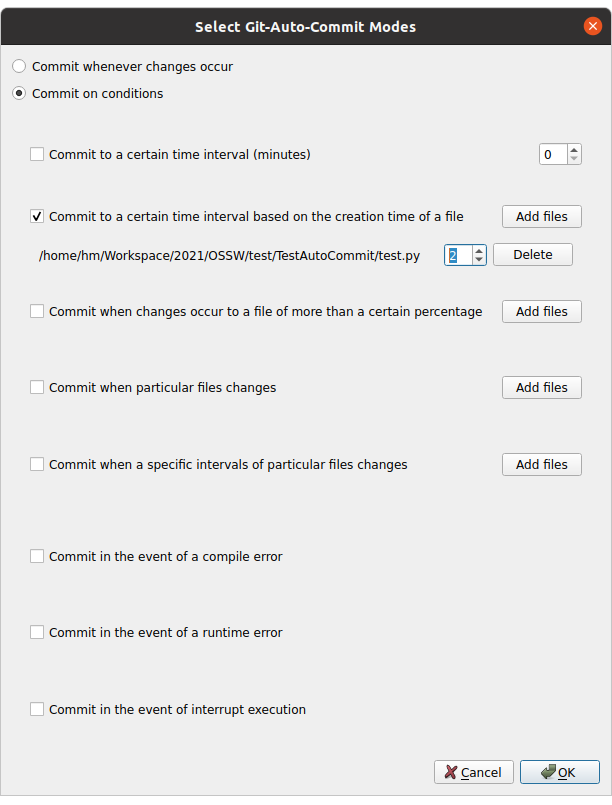 Select Git-Auto-Commit Modes
Commit whenever changes occur
Commit on conditions
Commit to a certain time interval (minutes) 0
Commit to a certain time interval based on the creation time of a file Add files
/home/hm/Workspace/2021/OSSW/test/TestAutoCommit/test.py 2 Delete
Commit when changes occur to a file of more than a certain percentage Add files
Commit when particular files changes Add files
Commit when a specific intervals of particular files changes Add files
Commit in the event of a compile error
Commit in the event of a runtime error
Commit in the event of interrupt execution
Cancel OK